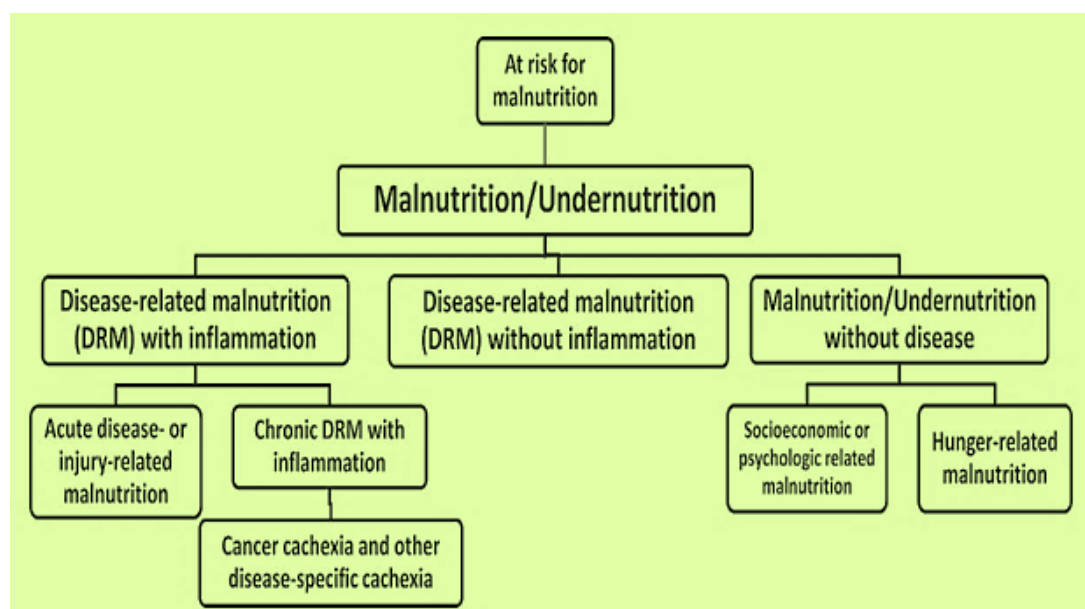 At risk for
malnutrition
Malnutrition/Undernutrition
Disease-related malnutrition
(DRM) with inflammation
Disease-related malnutrition
(DRM) without inflammation
Malnutrition/Undernutrition
without disease
Acute disease- or
injury-related
malnutrition
Chronic DRM with
inflammation
Socioeconomic or
psychologic related
malnutrition
Hunger-related
malnutrition
Cancer cachexia and other
disease-specific cachexia